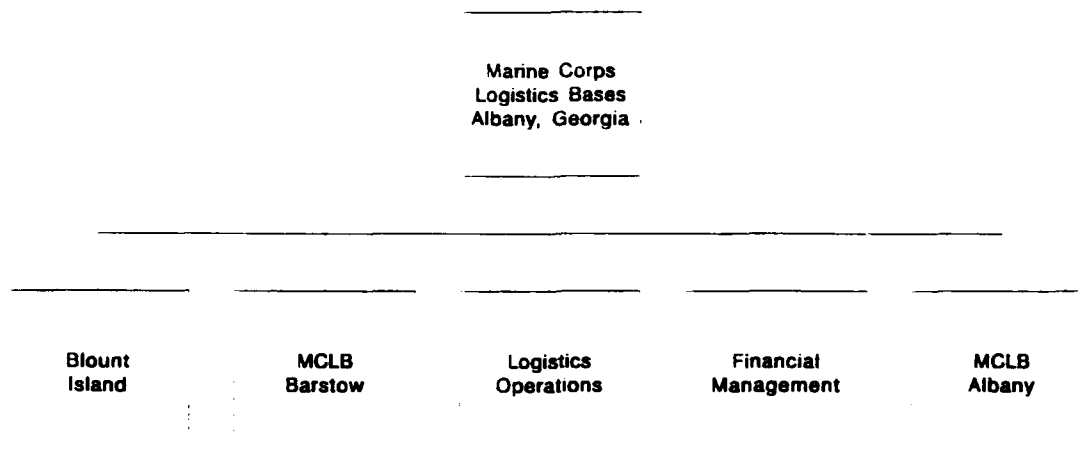 Marine Corps
Logistics Bases
Albany, Georgia
Blount
Island
MCLB
Barstow
Logistics
Operations
Financial
Management
MCLB
Albany